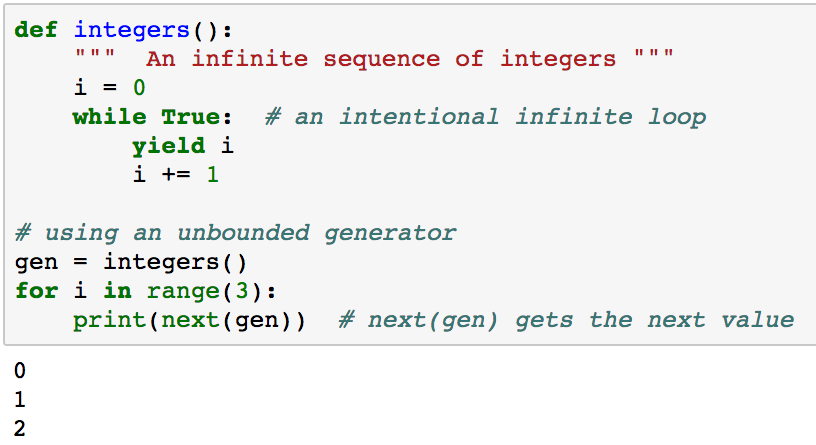 def integers():
    """  An infinite sequence of integers """
    i = 0
    while True:  # an intentional infinite loop
        yield i
        i += 1

# using an unbounded generator
gen = integers()
for i in range(3):
    print(next(gen))  # next(gen) gets the next value
0
1
2